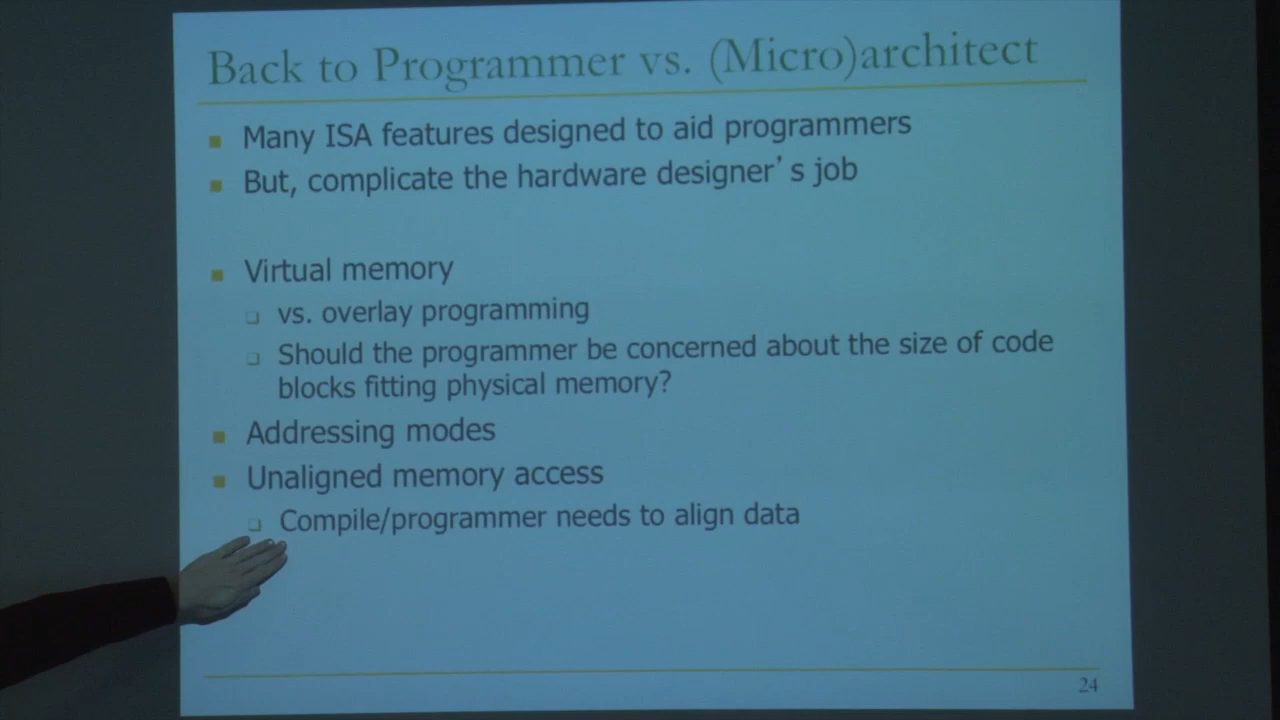 Back to Programmer vs. (Micro)architect
Many ISA features designed to aid programmers
But, complicate the hardware designer's job
Virtual memory
vs. overlay programming
Should the programmer be concerned about the size of code
blocks fitting physical memory?
Addressing modes
Unaligned memory access
Compile/programmer needs to align data
24